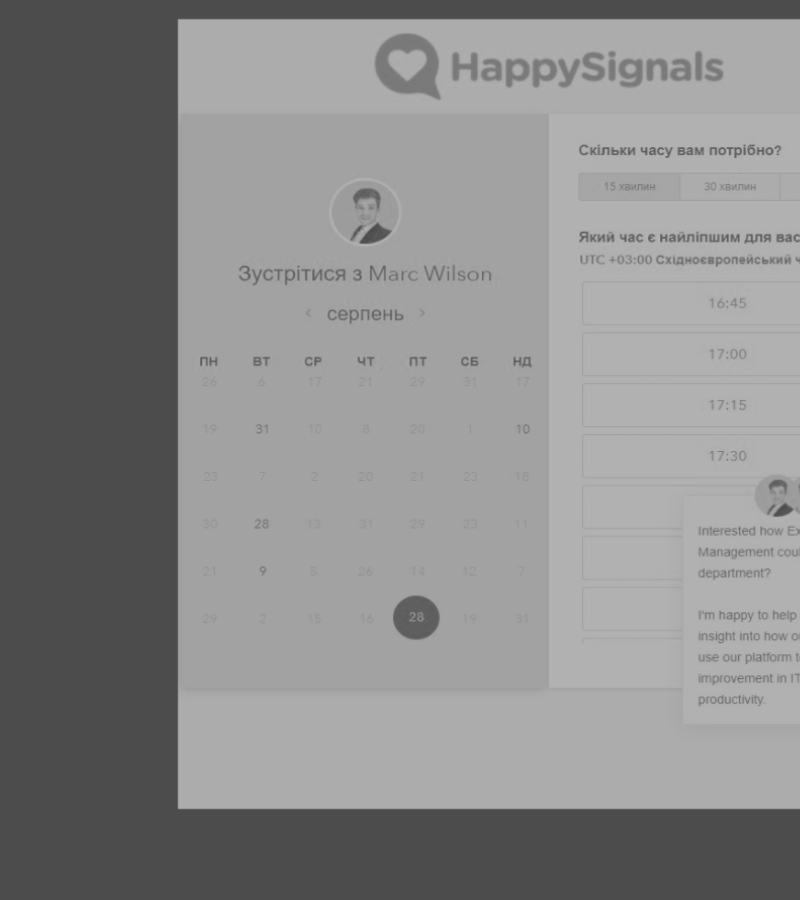 HappySignals
Зустрітися з Marc Wilson
‹ серпень ›
ПН ВТ СР ЧТ ПТ СБ НД
26 6 17 21 29 31 17
19 31 10 8 20 1 10
23 7 2 20 21 23 18
30 28 13 31 29 23 11
21 9 5 26 14 12 7
29 2 15 16 28 19 31
Скільки часу вам потрібно?
15 хвилин 30 хвилин
Який час є найліпшим для вас
UTC +03:00 Східноєвропейський ч
16:45
17:00
17:15
17:30
Interested how Ex
Management coul
department?
I'm happy to help
insight into how o
use our platform t
improvement in IT
productivity.